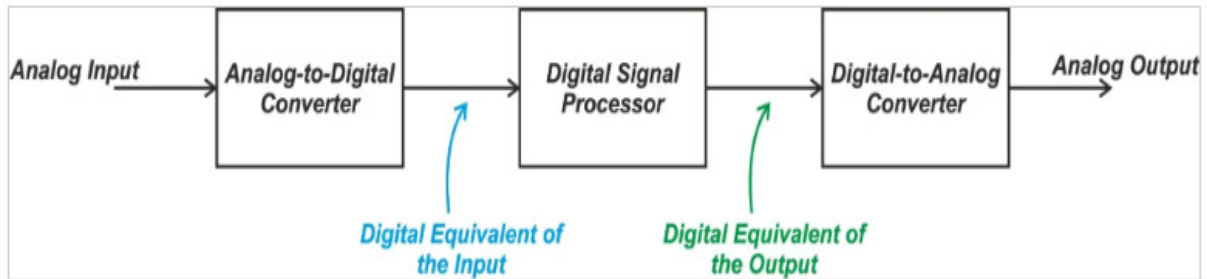 Analog Input
Analog-to-Digital
Converter
Digital Signal
Processor
Digital-to-Analog
Converter
Analog Output
Digital Equivalent of
the Input
Digital Equivalent of
the Output